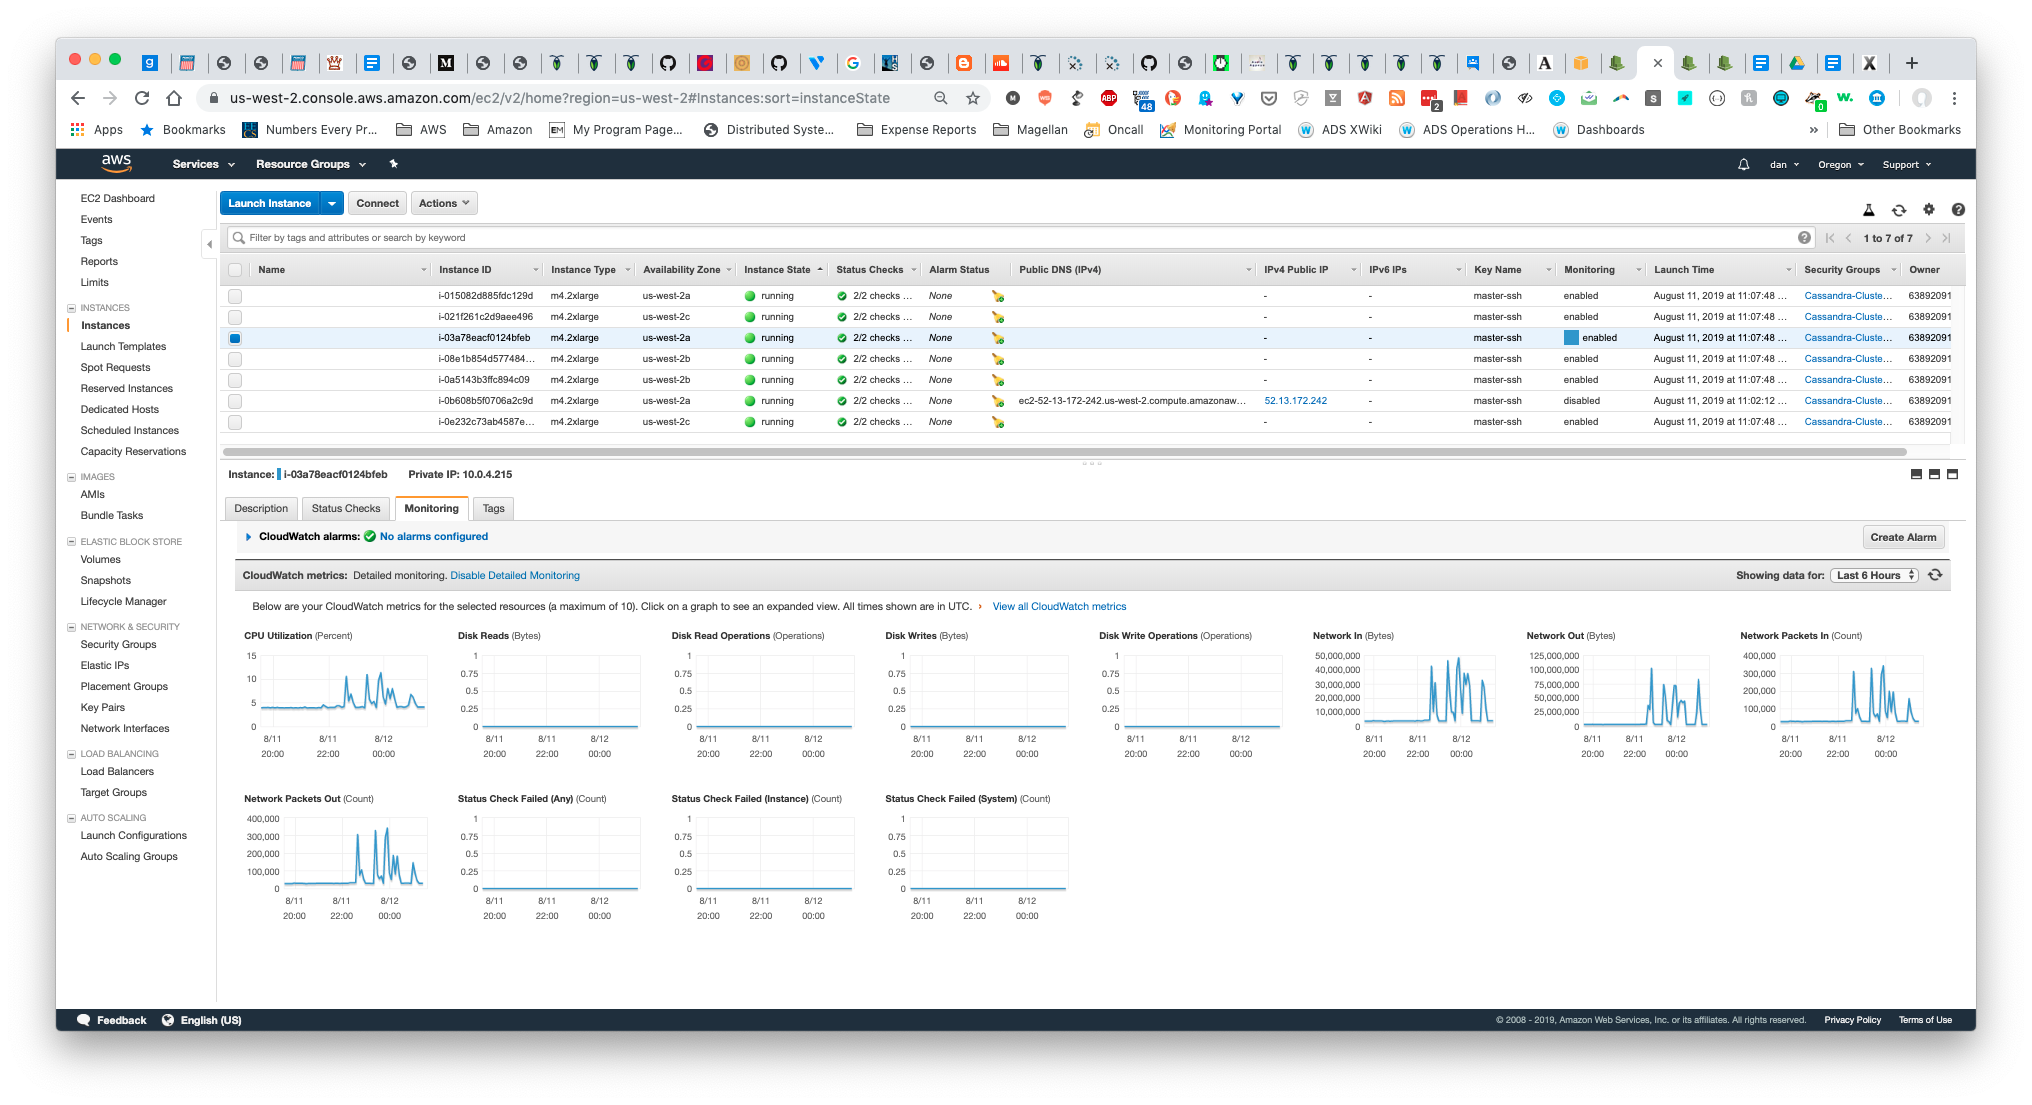 us-west-2.console.aws.amazon.com/ec2/v2/home?region=us-west-2#Instances:sort=instanceState
ABP 48 2 0
Apps Bookmarks Numbers Every Pr... AWS Amazon EM My Program Page... Distributed Syste... Expense Reports Magellan Oncall Monitoring Portal ADS XWiki ADS Operations H... Dashboards » Other Bookmarks
aws Services Resource Groups dan Oregon Support
EC2 Dashboard
Events
Tags
Reports
Limits
INSTANCES
Instances
Launch Templates
Spot Requests
Reserved Instances
Dedicated Hosts
Scheduled Instances
Capacity Reservations
IMAGES
AMIs
Bundle Tasks
ELASTIC BLOCK STORE
Volumes
Snapshots
Lifecycle Manager
NETWORK & SECURITY
Security Groups
Elastic IPs
Placement Groups
Key Pairs
Network Interfaces
LOAD BALANCING
Load Balancers
Target Groups
AUTO SCALING
Launch Configurations
Auto Scaling Groups
Launch Instance Connect Actions
Filter by tags and attributes or search by keyword 1 to 7 of 7
Name Instance ID Instance Type Availability Zone Instance State Status Checks Alarm Status Public DNS (IPv4) IPv4 Public IP IPv6 IPs Key Name Monitoring Launch Time Security Groups Owner
i-015082d885fdc129d m4.2xlarge us-west-2a running 2/2 checks ... None - - master-ssh enabled August 11, 2019 at 11:07:48 ... Cassandra-Cluste... 63892091
i-021f261c2d9aee496 m4.2xlarge us-west-2c running 2/2 checks ... None - - master-ssh enabled August 11, 2019 at 11:07:48 ... Cassandra-Cluste... 63892091
i-03a78eacf0124bfeb m4.2xlarge us-west-2a running 2/2 checks ... None - - master-ssh enabled August 11, 2019 at 11:07:48 ... Cassandra-Cluste... 63892091
i-08e1b854d577484... m4.2xlarge us-west-2b running 2/2 checks ... None - - master-ssh enabled August 11, 2019 at 11:07:48 ... Cassandra-Cluste... 63892091
i-0a5143b3ffc894c09 m4.2xlarge us-west-2b running 2/2 checks ... None - - master-ssh enabled August 11, 2019 at 11:07:48 ... Cassandra-Cluste... 63892091
i-0b608b5f0706a2c9d m4.2xlarge us-west-2a running 2/2 checks ... None ec2-52-13-172-242.us-west-2.compute.amazonaw... 52.13.172.242 - master-ssh disabled August 11, 2019 at 11:02:12 ... Cassandra-Cluste... 63892091
i-0e232c73ab4587e... m4.2xlarge us-west-2c running 2/2 checks ... None - - master-ssh enabled August 11, 2019 at 11:07:48 ... Cassandra-Cluste... 63892091
Instance: i-03a78eacf0124bfeb Private IP: 10.0.4.215
Description Status Checks Monitoring Tags
CloudWatch alarms: No alarms configured Create Alarm
CloudWatch metrics: Detailed monitoring. Disable Detailed Monitoring Showing data for: Last 6 Hours
Below are your CloudWatch metrics for the selected resources (a maximum of 10). Click on a graph to see an expanded view. All times shown are in UTC. › View all CloudWatch metrics
CPU Utilization (Percent)
15
10
5
0
8/11 8/11 8/12
20:00 22:00 00:00
Disk Reads (Bytes)
1
0.75
0.5
0.25
0
8/11 8/11 8/12
20:00 22:00 00:00
Disk Read Operations (Operations)
1
0.75
0.5
0.25
0
8/11 8/11 8/12
20:00 22:00 00:00
Disk Writes (Bytes)
1
0.75
0.5
0.25
0
8/11 8/11 8/12
20:00 22:00 00:00
Disk Write Operations (Operations)
1
0.75
0.5
0.25
0
8/11 8/11 8/12
20:00 22:00 00:00
Network In (Bytes)
50,000,000
40,000,000
30,000,000
20,000,000
10,000,000
0
8/11 8/11 8/12
20:00 22:00 00:00
Network Out (Bytes)
125,000,000
100,000,000
75,000,000
50,000,000
25,000,000
0
8/11 8/11 8/12
20:00 22:00 00:00
Network Packets In (Count)
400,000
300,000
200,000
100,000
0
8/11 8/11 8/12
20:00 22:00 00:00
Network Packets Out (Count)
400,000
300,000
200,000
100,000
0
8/11 8/11 8/12
20:00 22:00 00:00
Status Check Failed (Any) (Count)
1
0.75
0.5
0.25
0
8/11 8/11 8/12
20:00 22:00 00:00
Status Check Failed (Instance) (Count)
1
0.75
0.5
0.25
0
8/11 8/11 8/12
20:00 22:00 00:00
Status Check Failed (System) (Count)
1
0.75
0.5
0.25
0
8/11 8/11 8/12
20:00 22:00 00:00
Feedback English (US) © 2008 - 2019, Amazon Web Services, Inc. or its affiliates. All rights reserved. Privacy Policy Terms of Use